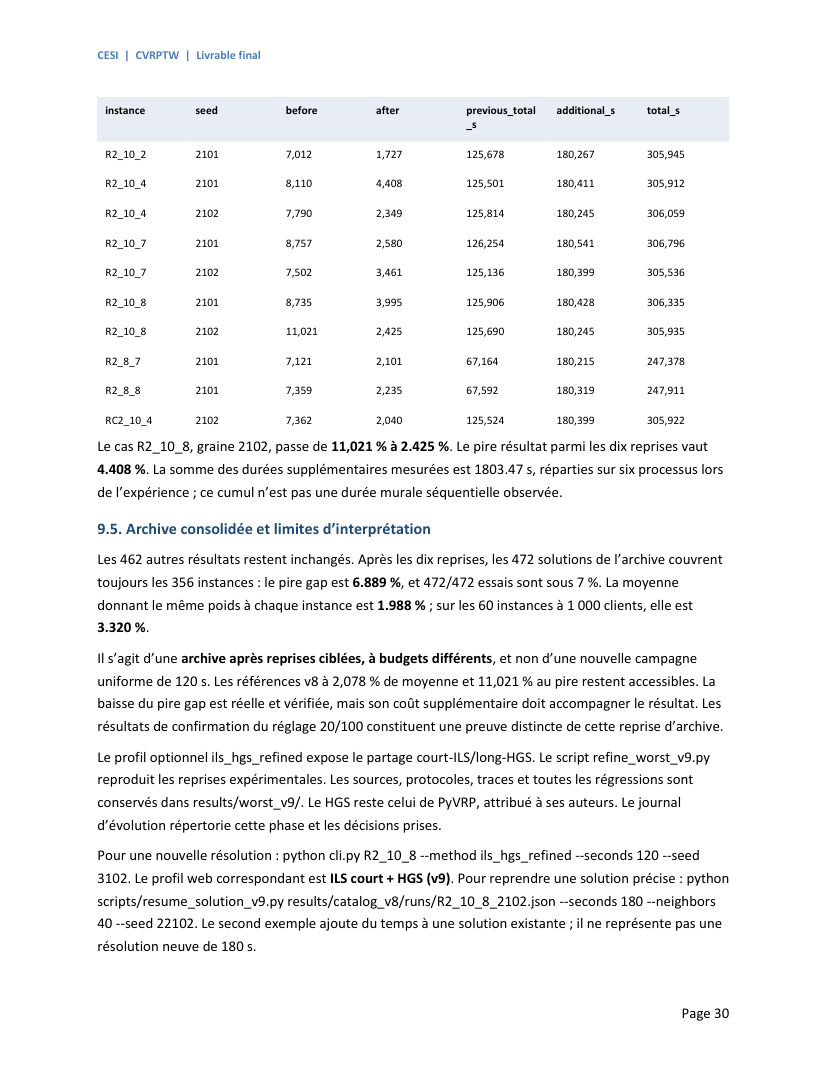 CESI | CVRPTW | Livrable final
instance seed before after previous_total_s additional_s total_s
R2_10_2 2101 7,012 1,727 125,678 180,267 305,945
R2_10_4 2101 8,110 4,408 125,501 180,411 305,912
R2_10_4 2102 7,790 2,349 125,814 180,245 306,059
R2_10_7 2101 8,757 2,580 126,254 180,541 306,796
R2_10_7 2102 7,502 3,461 125,136 180,399 305,536
R2_10_8 2101 8,735 3,995 125,906 180,428 306,335
R2_10_8 2102 11,021 2,425 125,690 180,245 305,935
R2_8_7 2101 7,121 2,101 67,164 180,215 247,378
R2_8_8 2101 7,359 2,235 67,592 180,319 247,911
RC2_10_4 2102 7,362 2,040 125,524 180,399 305,922
Le cas R2_10_8, graine 2102, passe de 11,021 % à 2.425 %. Le pire résultat parmi les dix reprises vaut
4.408 %. La somme des durées supplémentaires mesurées est 1803.47 s, réparties sur six processus lors
de l’expérience ; ce cumul n’est pas une durée murale séquentielle observée.
9.5. Archive consolidée et limites d’interprétation
Les 462 autres résultats restent inchangés. Après les dix reprises, les 472 solutions de l’archive couvrent
toujours les 356 instances : le pire gap est 6.889 %, et 472/472 essais sont sous 7 %. La moyenne
donnant le même poids à chaque instance est 1.988 % ; sur les 60 instances à 1 000 clients, elle est
3.320 %.
Il s’agit d’une archive après reprises ciblées, à budgets différents, et non d’une nouvelle campagne
uniforme de 120 s. Les références v8 à 2,078 % de moyenne et 11,021 % au pire restent accessibles. La
baisse du pire gap est réelle et vérifiée, mais son coût supplémentaire doit accompagner le résultat. Les
résultats de confirmation du réglage 20/100 constituent une preuve distincte de cette reprise d’archive.
Le profil optionnel ils_hgs_refined expose le partage court-ILS/long-HGS. Le script refine_worst_v9.py
reproduit les reprises expérimentales. Les sources, protocoles, traces et toutes les régressions sont
conservés dans results/worst_v9/. Le HGS reste celui de PyVRP, attribué à ses auteurs. Le journal
d’évolution répertorie cette phase et les décisions prises.
Pour une nouvelle résolution : python cli.py R2_10_8 --method ils_hgs_refined --seconds 120 --seed
3102. Le profil web correspondant est ILS court + HGS (v9). Pour reprendre une solution précise : python
scripts/resume_solution_v9.py results/catalog_v8/runs/R2_10_8_2102.json --seconds 180 --neighbors
40 --seed 22102. Le second exemple ajoute du temps à une solution existante ; il ne représente pas une
résolution neuve de 180 s.
Page 30